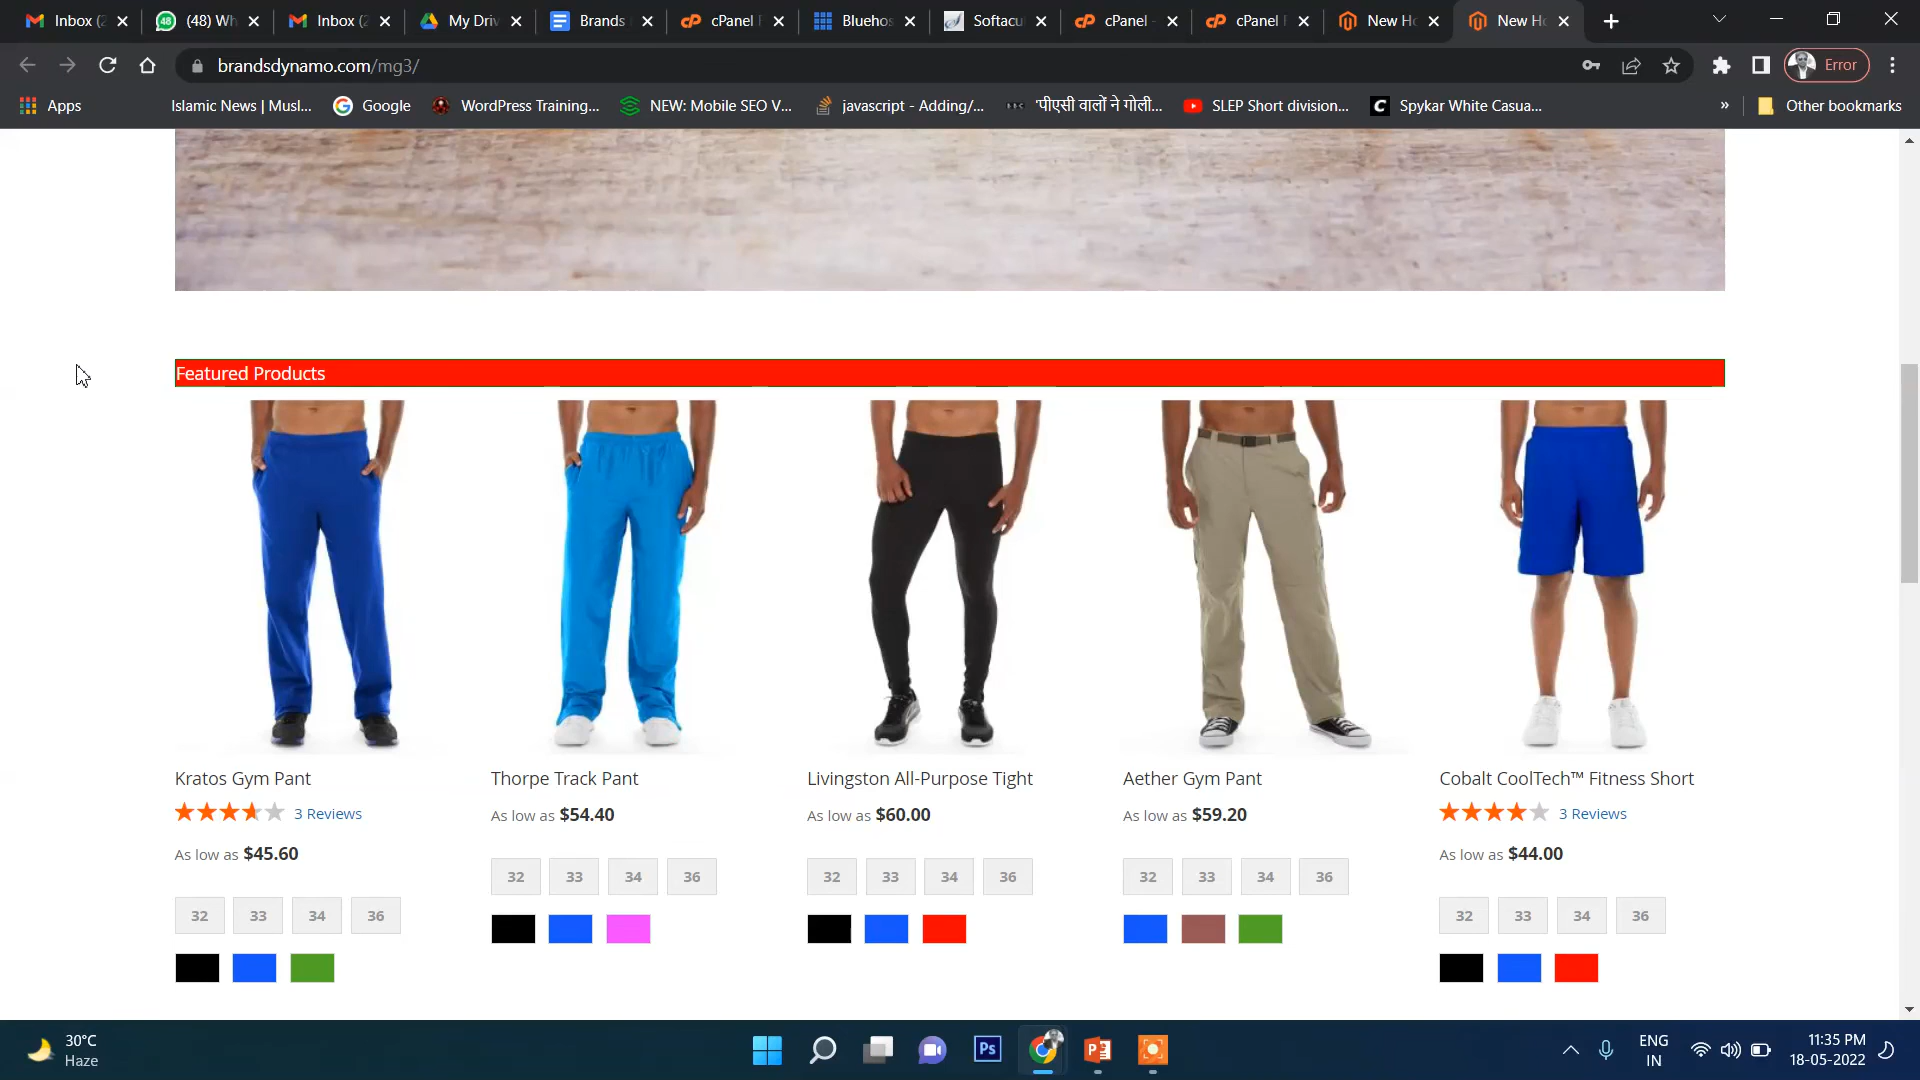 Inbox (2
(48) Wh
Inbox (2
My Driv
Brands
cPanel F
Blueho
Softacu
cPanel -
cPanel F
New Ho
New Ho
brandsdynamo.com/mg3/
Error
Apps
Islamic News | Musl...
Google
WordPress Training...
NEW: Mobile SEO V...
javascript - Adding/...
'पीएसी वालों ने गोली...
SLEP Short division...
Spykar White Casua...
»
Other bookmarks
Featured Products
Kratos Gym Pant
3 Reviews
As low as $45.60
32 33 34 36
Thorpe Track Pant
As low as $54.40
32 33 34 36
Livingston All-Purpose Tight
As low as $60.00
32 33 34 36
Aether Gym Pant
As low as $59.20
32 33 34 36
Cobalt CoolTech™ Fitness Short
3 Reviews
As low as $44.00
32 33 34 36
30°C
Haze
Ps
ENG
IN
11:35 PM
18-05-2022